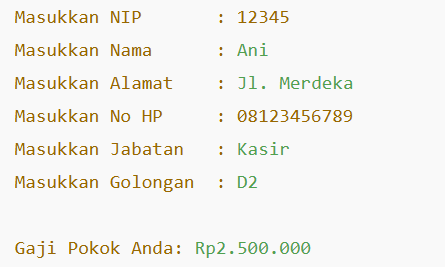 Masukkan NIP : 12345
Masukkan Nama : Ani
Masukkan Alamat : Jl. Merdeka
Masukkan No HP : 08123456789
Masukkan Jabatan : Kasir
Masukkan Golongan : D2
Gaji Pokok Anda: Rp2.500.000